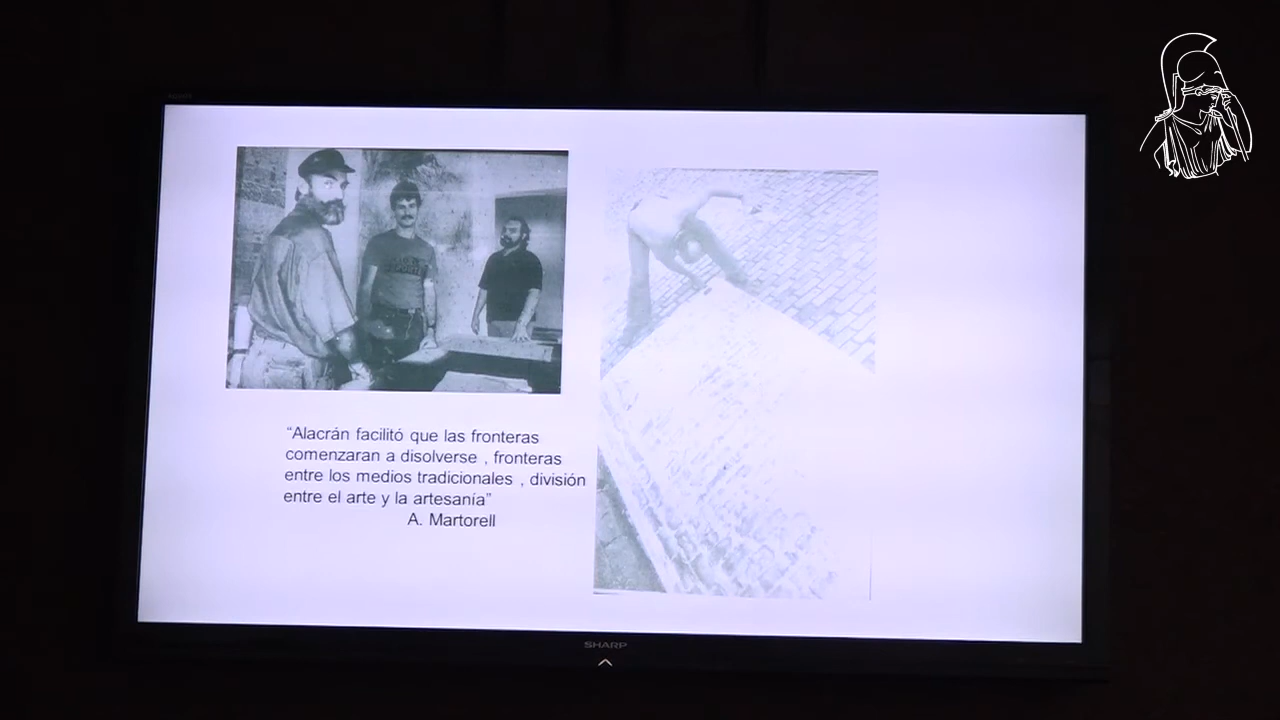 “Alacrán facilitó que las fronteras
comenzaran a disolverse , fronteras
entre los medios tradicionales , división
entre el arte y la artesanía”
A. Martorell
SHARP